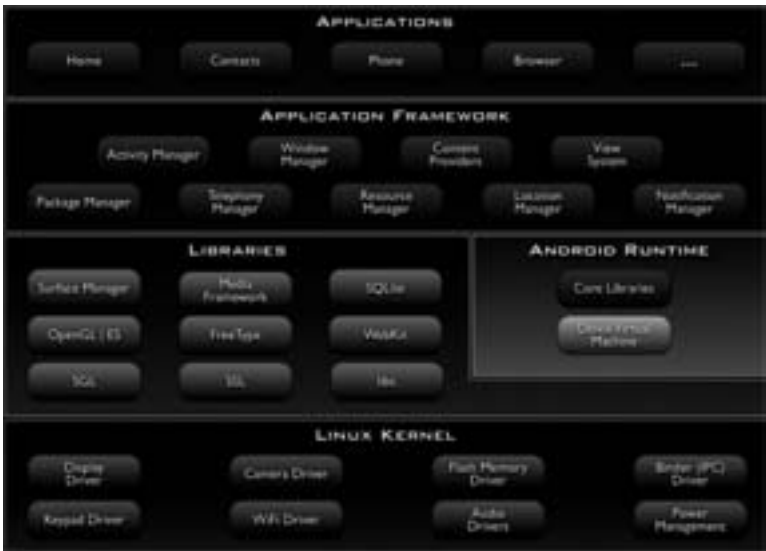 APPLICATIONS
Home
Contacts
Phone
Browser
...
APPLICATION FRAMEWORK
Activity Manager
Window
Manager
Content
Providers
View
System
Package Manager
Telephony
Manager
Resource
Manager
Location
Manager
Notification
Manager
LIBRARIES
Surface Manager
Media
Framework
SQLite
OpenGL | ES
FreeType
WebKit
SGL
SSL
libc
ANDROID RUNTIME
Core Libraries
Dalvik Virtual
Machine
LINUX KERNEL
Display
Driver
Camera Driver
Flash Memory
Driver
Binder (IPC)
Driver
Keypad Driver
WiFi Driver
Audio
Drivers
Power
Management